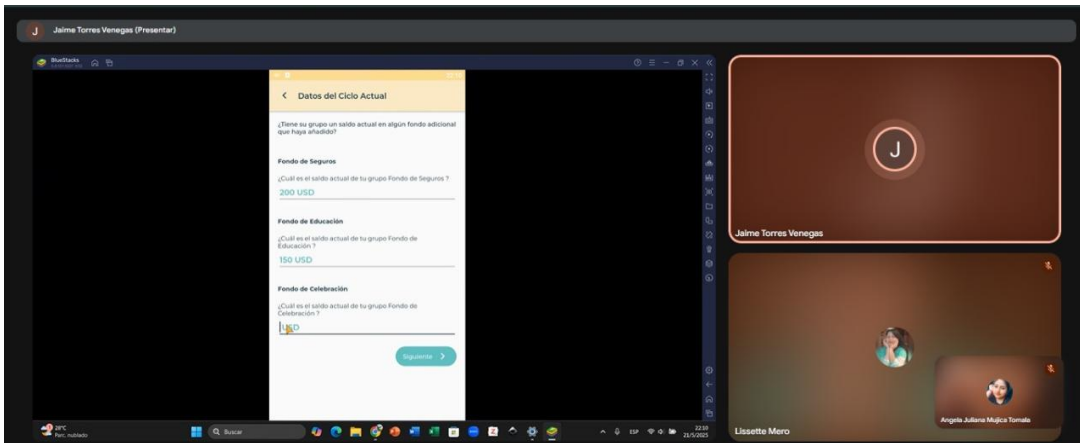 J Jaime Torres Venegas (Presentar)
BlueStacks
Datos del Ciclo Actual
¿Tiene su grupo un saldo actual en algún fondo adicional
que haya añadido?
Fondo de Seguros
¿Cuál es el saldo actual de tu grupo Fondo de Seguros ?
200 USD
Fondo de Educación
¿Cuál es el saldo actual de tu grupo Fondo de
Educación ?
150 USD
Fondo de Celebración
¿Cuál es el saldo actual de tu grupo Fondo de
Celebración ?
USD
Siguiente
J
Jaime Torres Venegas
Angela Juliana Mujica Tomala
Lissette Mero
28°C
Parc. nublado
Buscar
ESP
22:10
21/5/2025